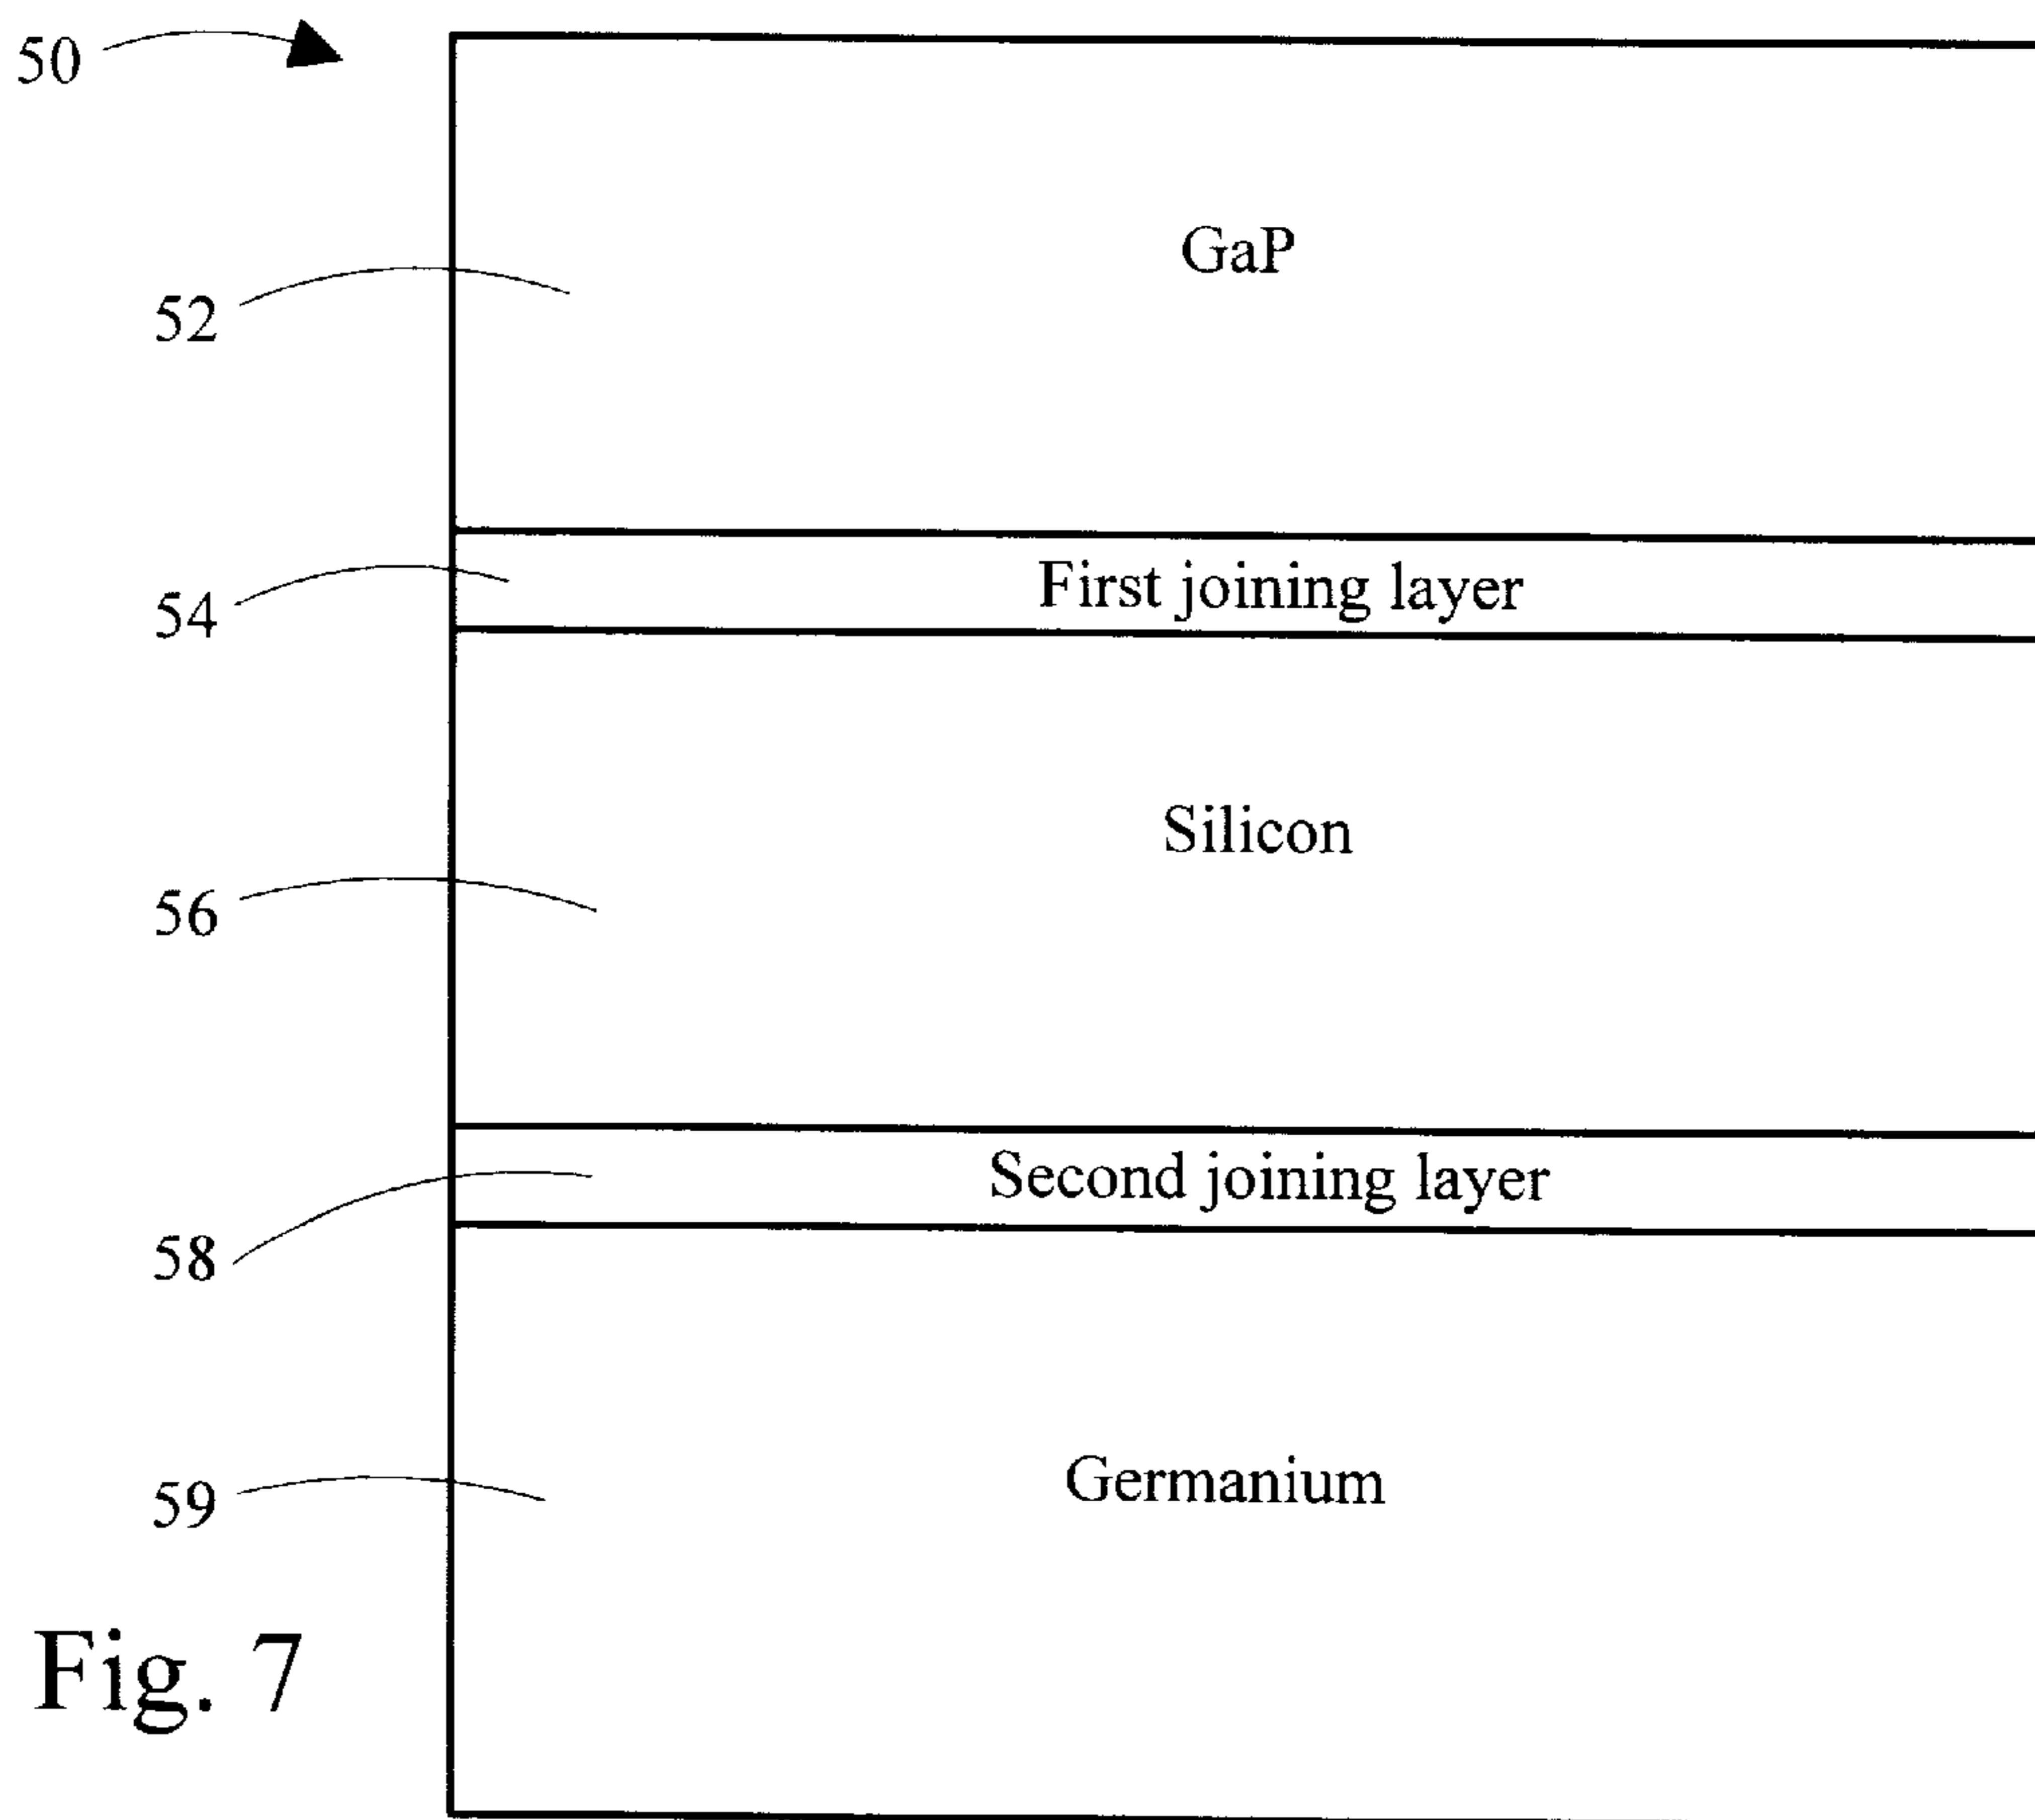 50
GaP
52
First joining layer
54
Silicon
56
Second joining layer
58
Germanium
59
Fig. 7